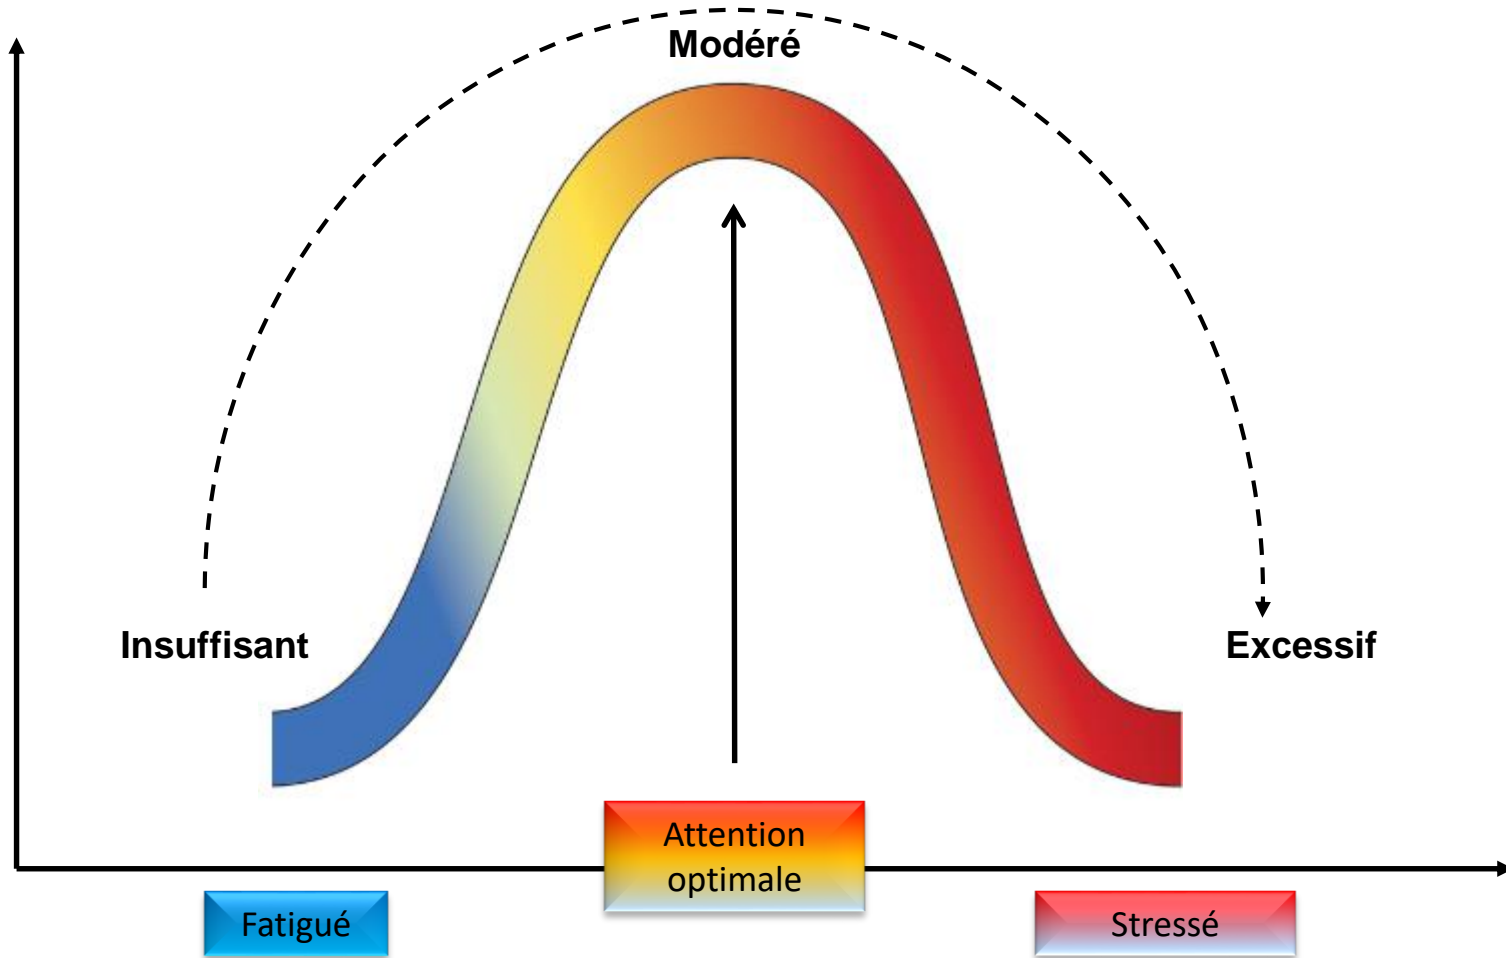 Modéré
Insuffisant
Excessif
Attention
optimale
Fatigué
Stressé